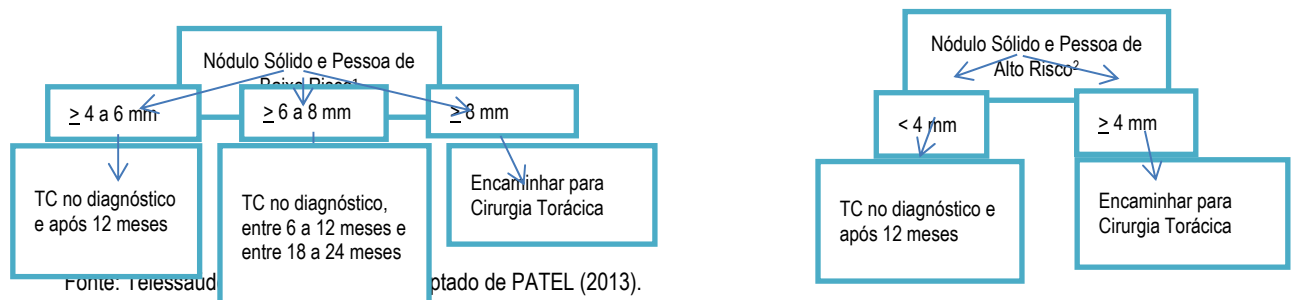 Nódulo Sólido e Pessoa de
Baixo Risco¹
≥ 4 a 6 mm
≥ 6 a 8 mm
≥ 8 mm
TC no diagnóstico
e após 12 meses
TC no diagnóstico,
entre 6 a 12 meses e
entre 18 a 24 meses
Encaminhar para
Cirurgia Torácica
Fonte: ptado de PATEL (2013).
Nódulo Sólido e Pessoa de
Alto Risco²
< 4 mm
≥ 4 mm
TC no diagnóstico e
após 12 meses
Encaminhar para
Cirurgia Torácica